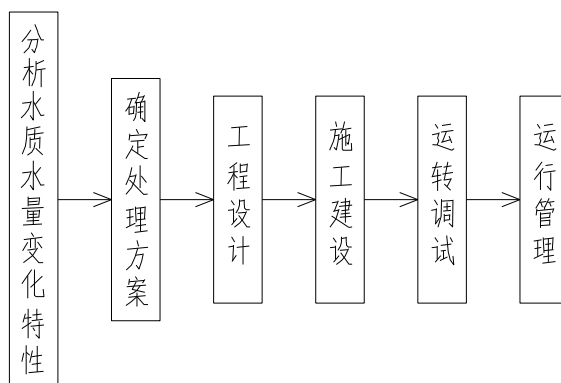 分析水质水量变化特性
确定处理方案
工程设计
施工建设
运转调试
运行管理